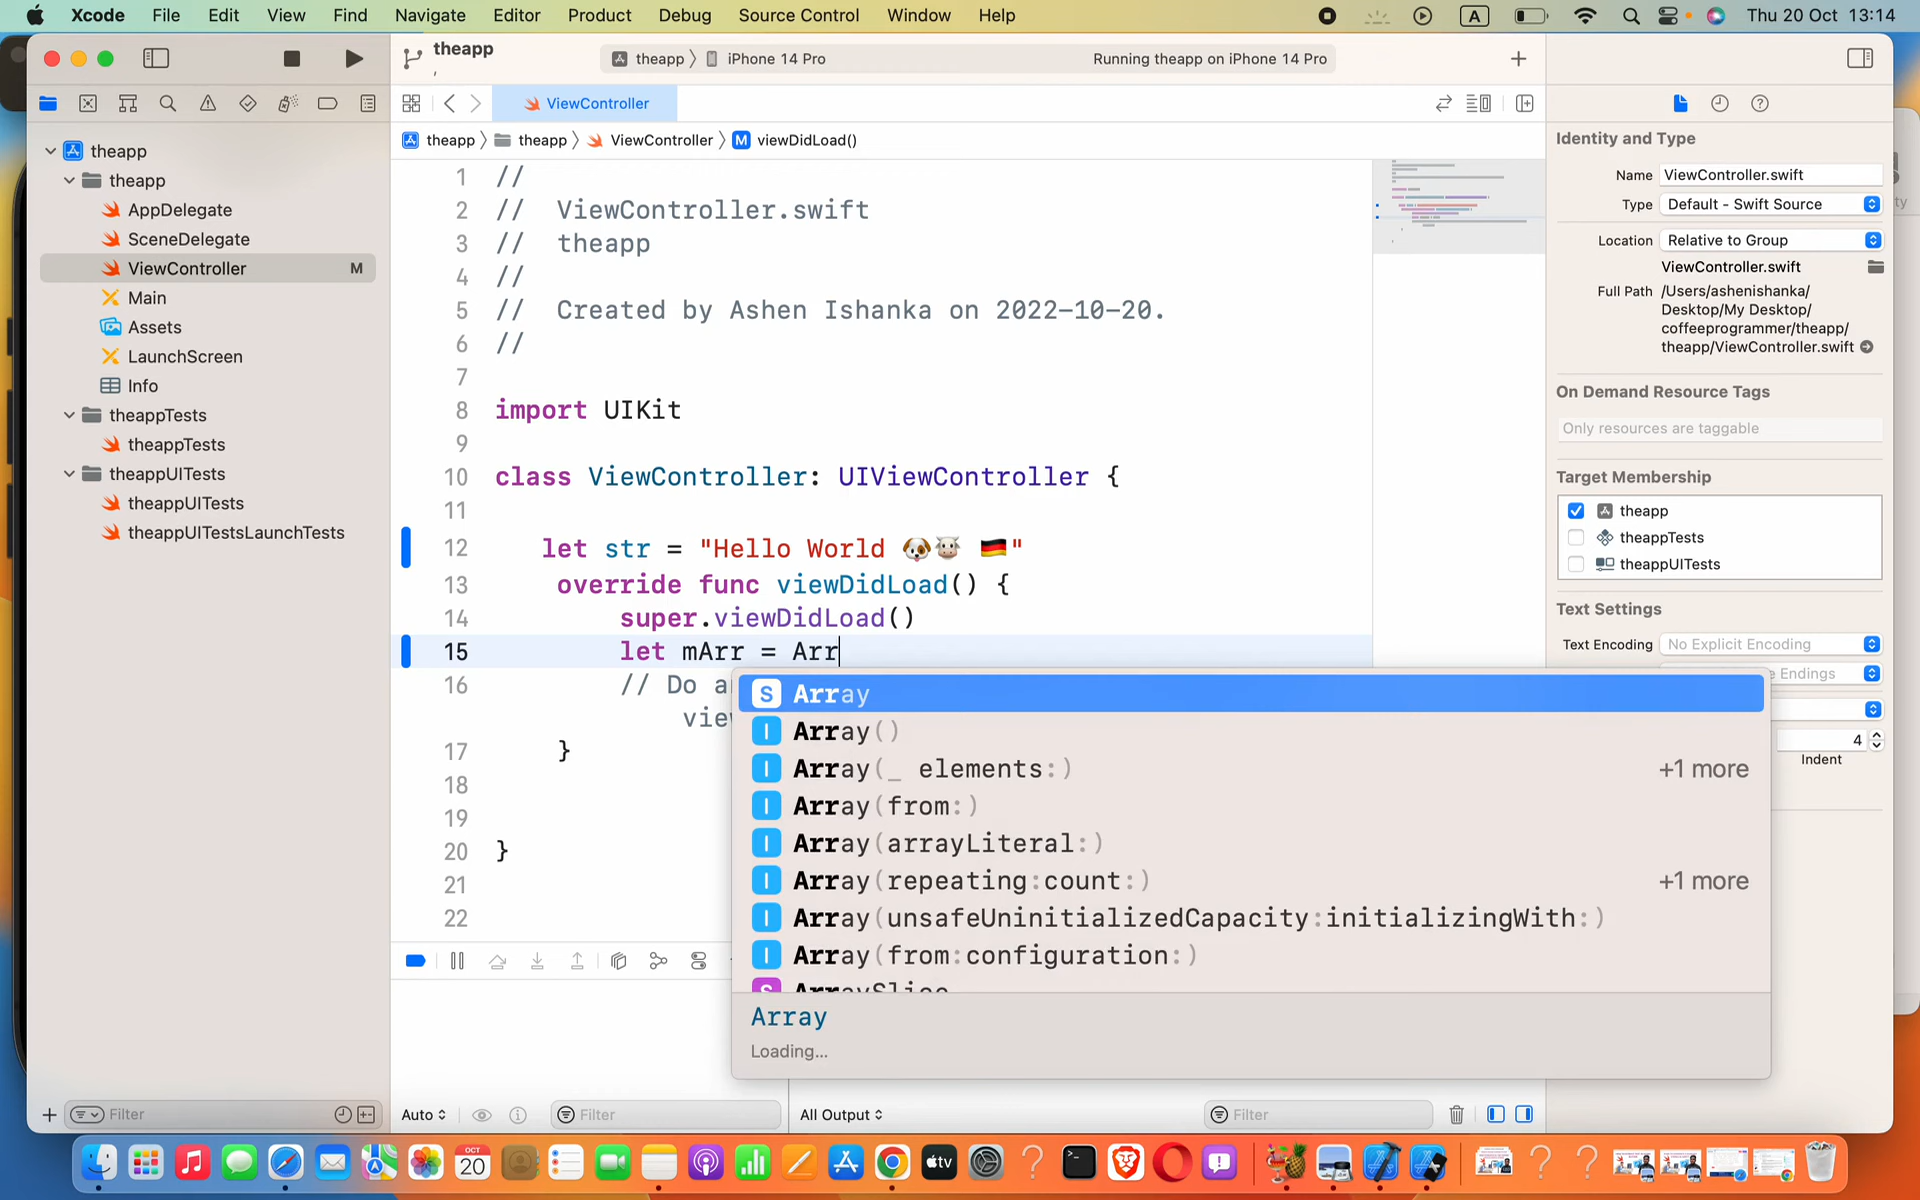 Xcode File Edit View Find Navigate Editor Product Debug Source Control Window Help
A
Thu 20 Oct 13:14
theapp
theapp 〉 iPhone 14 Pro
Running theapp on iPhone 14 Pro
ViewController
theapp 〉 theapp 〉 ViewController 〉 M viewDidLoad()
theapp
theapp
AppDelegate
SceneDelegate
ViewController M
Main
Assets
LaunchScreen
Info
theappTests
theappTests
theappUITests
theappUITests
theappUITestsLaunchTests
Filter
1 //
2 // ViewController.swift
3 // theapp
4 //
5 // Created by Ashen Ishanka on 2022-10-20.
6 //
7
8 import UIKit
9
10 class ViewController: UIViewController {
11
12 let str = "Hello World 🐶🐮 🇩🇪"
13 override func viewDidLoad() {
14 super.viewDidLoad()
15 let mArr = Arr
16 // Do a
vie
17 }
18
19
20 }
21
22
S Array
I Array()
I Array(_ elements:) +1 more
I Array(from:)
I Array(arrayLiteral:)
I Array(repeating:count:) +1 more
I Array(unsafeUninitializedCapacity:initializingWith:)
I Array(from:configuration:)
S ArraySlice
Array
Loading...
Auto
Filter
All Output
Filter
Identity and Type
Name ViewController.swift
Type Default - Swift Source
Location Relative to Group
ViewController.swift
Full Path /Users/ashenishanka/
Desktop/My Desktop/
coffeeprogrammer/theapp/
theapp/ViewController.swift
On Demand Resource Tags
Only resources are taggable
Target Membership
theapp
theappTests
theappUITests
Text Settings
Text Encoding No Explicit Encoding
e Endings
4
Indent
ty
OCT
20
tv